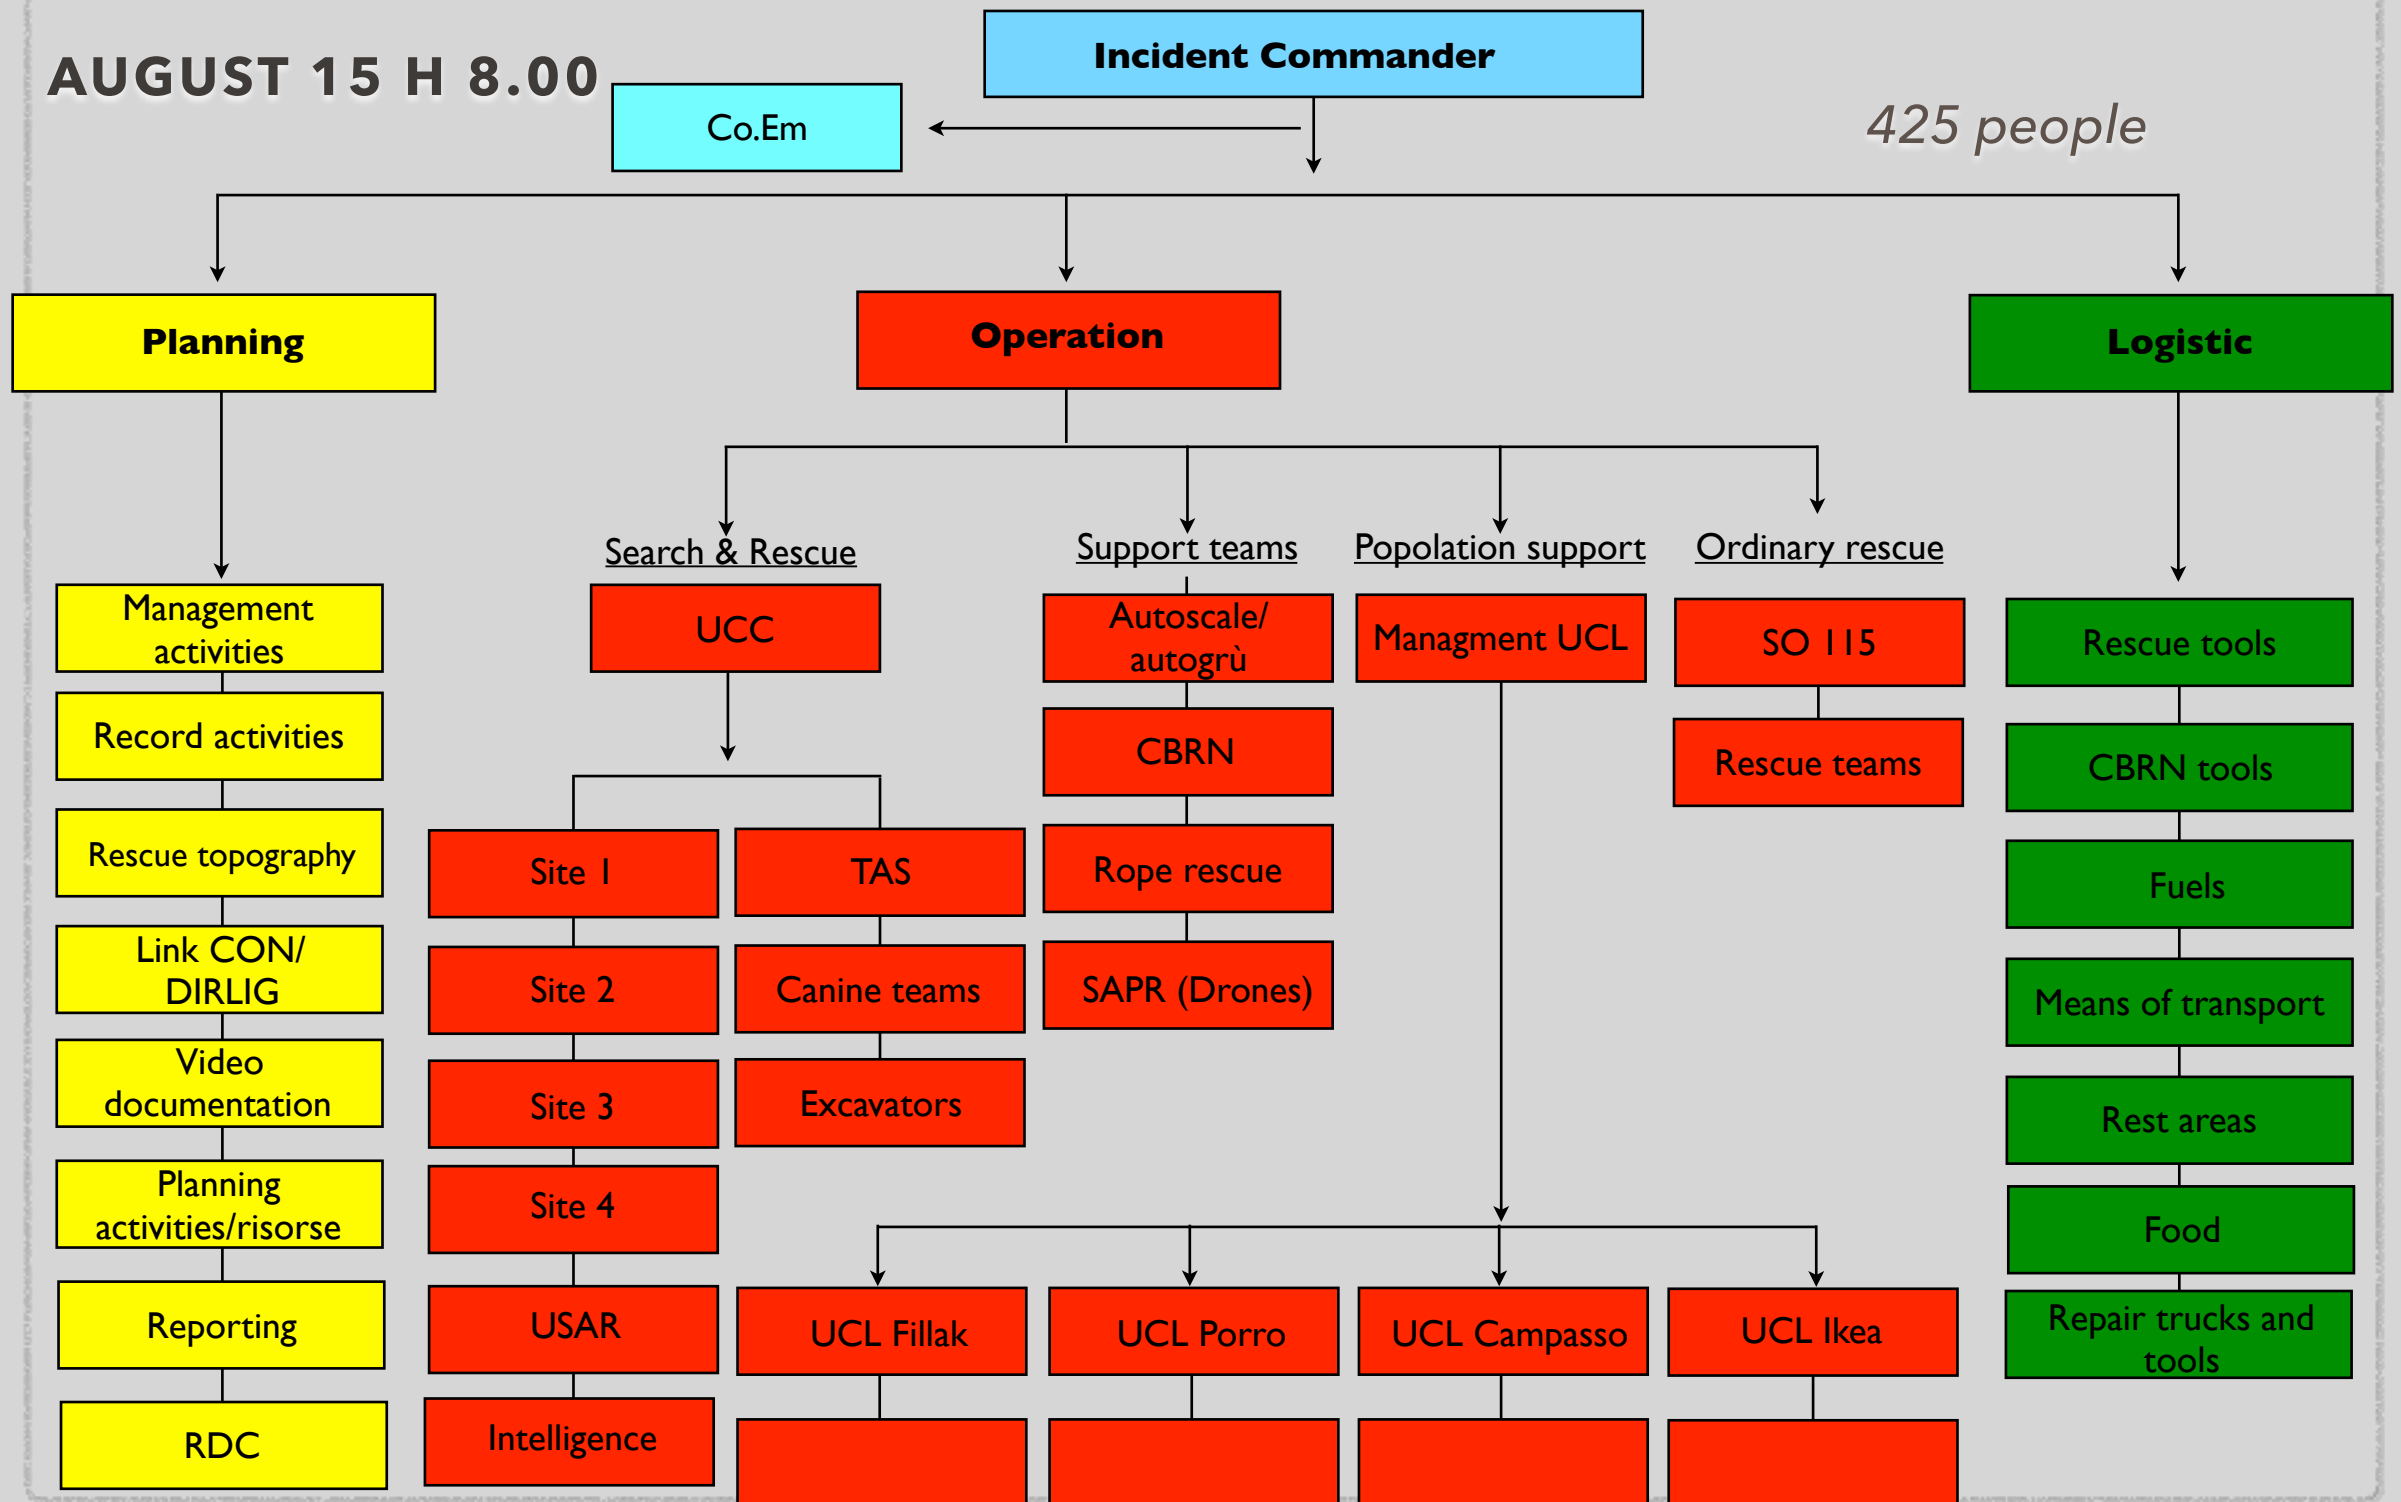 AUGUST 15 H 8.00
Incident Commander
Co.Em
425 people
Planning
Operation
Logistic
Search & Rescue
Support teams
Popolation support
Ordinary rescue
Management
activities
Record activities
Rescue topography
Link CON/
DIRLIG
Video
documentation
Planning
activities/risorse
Reporting
RDC
UCC
Site 1
Site 2
Site 3
Site 4
USAR
Intelligence
TAS
Canine teams
Excavators
Autoscale/
autogrù
CBRN
Rope rescue
SAPR (Drones)
Managment UCL
UCL Fillak
UCL Porro
UCL Campasso
UCL Ikea
SO 115
Rescue teams
Rescue tools
CBRN tools
Fuels
Means of transport
Rest areas
Food
Repair trucks and
tools